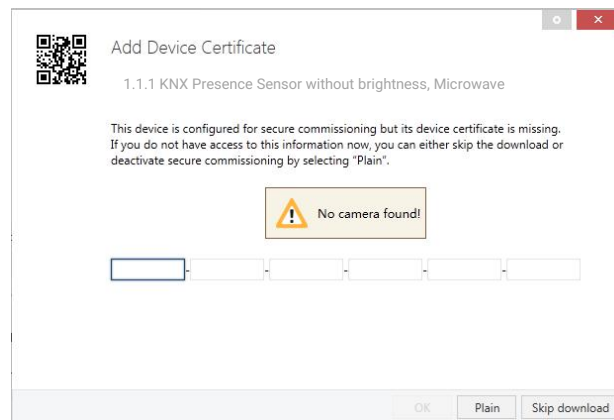 Add Device Certificate
1.1.1 KNX Presence Sensor without brightness, Microwave
This device is configured for secure commissioning but its device certificate is missing.
If you do not have access to this information now, you can either skip the download or
deactivate secure commissioning by selecting "Plain".
No camera found!
- - - - -
OK Plain Skip download